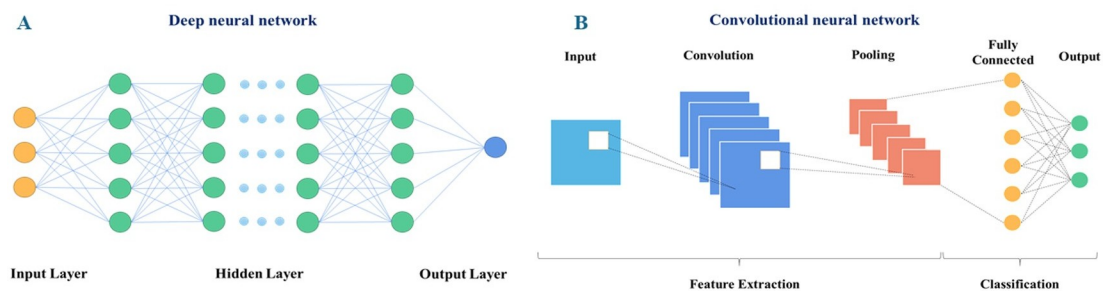 A
Deep neural network
Input Layer
Hidden Layer
Output Layer
B
Convolutional neural network
Input
Convolution
Pooling
Fully
Connected
Output
Feature Extraction
Classification